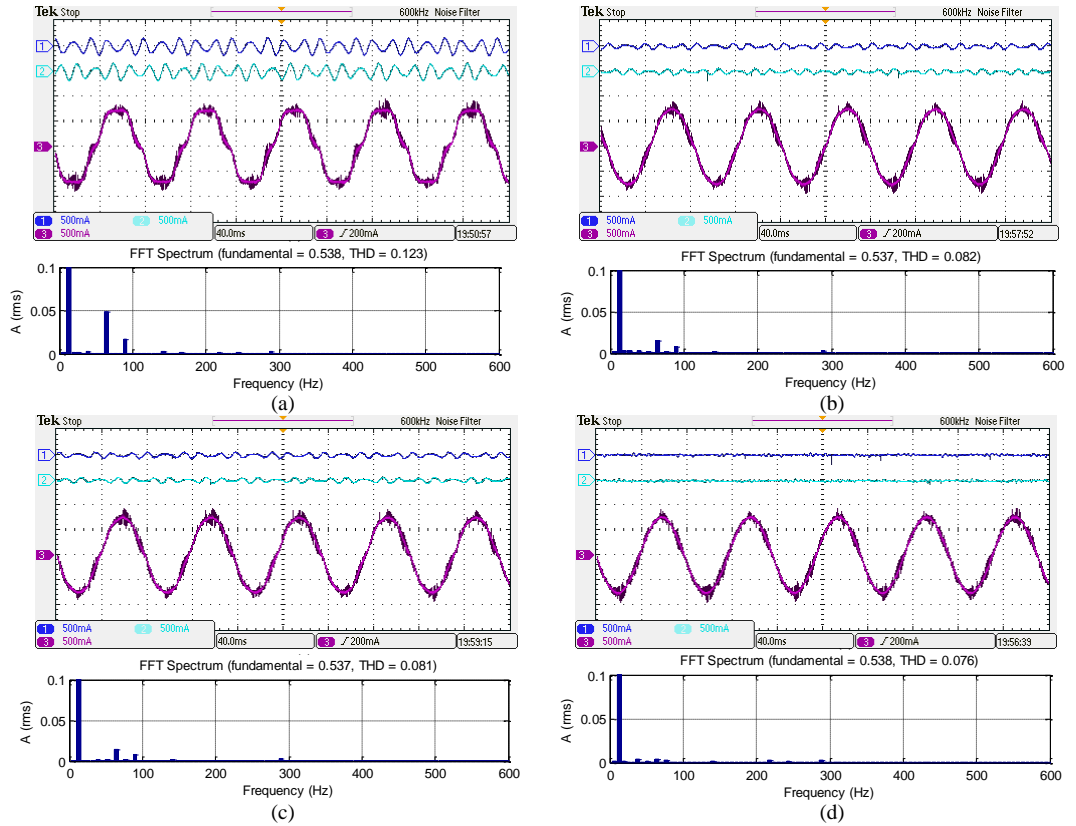 Tek Stop 600kHz Noise Filter
1
2
3
1 500mA 2 500mA
3 500mA 40.0ms 3 ∫ 200mA 19:50:57
FFT Spectrum (fundamental = 0.538, THD = 0.123)
0.1
0.05
0
A (rms)
0 100 200 300 400 500 600
Frequency (Hz)
(a)
Tek Stop 600kHz Noise Filter
1
2
3
1 500mA 2 500mA
3 500mA 40.0ms 3 ∫ 200mA 19:57:52
FFT Spectrum (fundamental = 0.537, THD = 0.082)
0.1
0.05
0
A (rms)
0 100 200 300 400 500 600
Frequency (Hz)
(b)
Tek Stop 600kHz Noise Filter
1
2
3
1 500mA 2 500mA
3 500mA 40.0ms 3 ∫ 200mA 19:53:15
FFT Spectrum (fundamental = 0.537, THD = 0.081)
0.1
0.05
0
A (rms)
0 100 200 300 400 500 600
Frequency (Hz)
(c)
Tek Stop 600kHz Noise Filter
1
2
3
1 500mA 2 500mA
3 500mA 40.0ms 3 ∫ 200mA 19:56:39
FFT Spectrum (fundamental = 0.538, THD = 0.076)
0.1
0.05
0
A (rms)
0 100 200 300 400 500 600
Frequency (Hz)
(d)